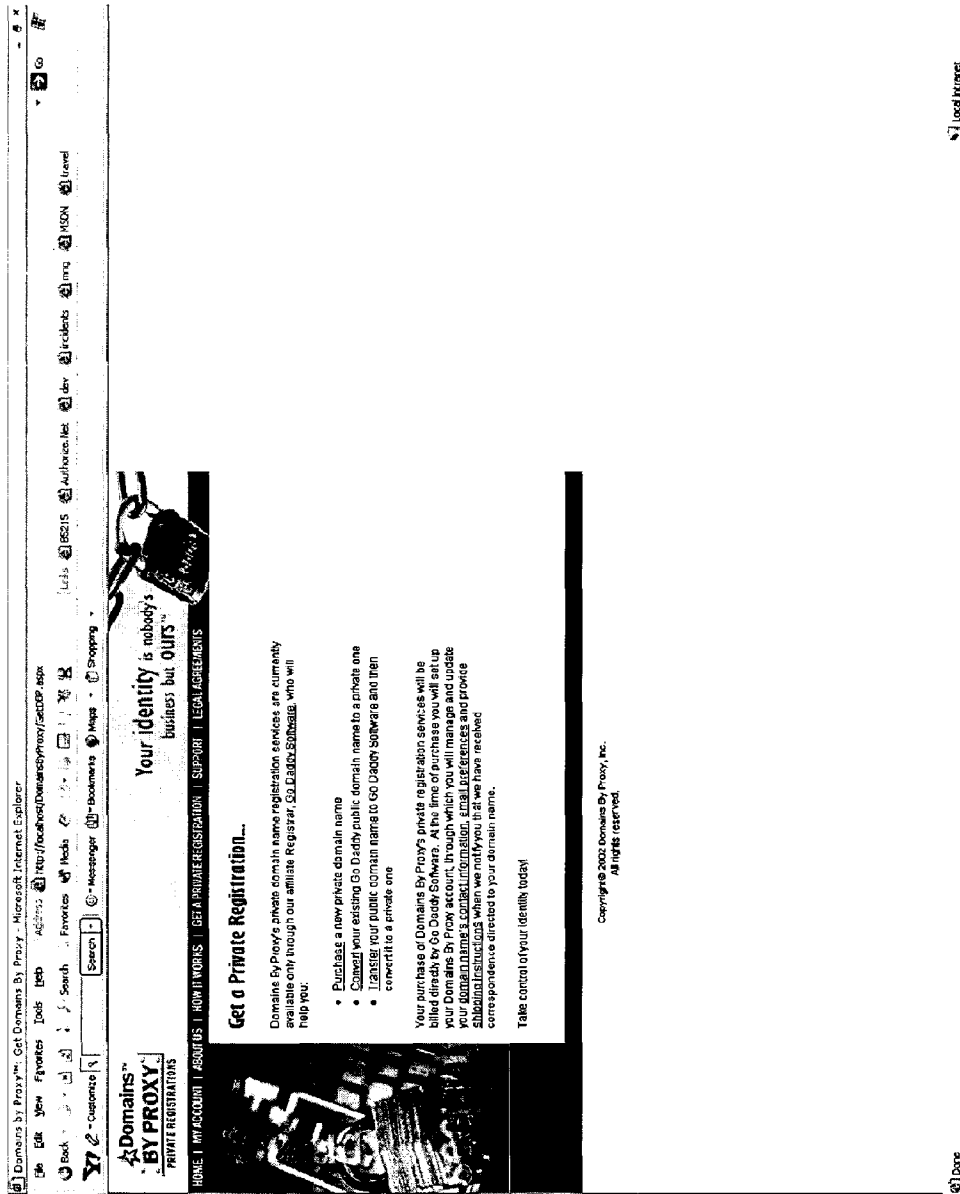 Domains by Proxy™: Get Domains By Proxy - Microsoft Internet Explorer
File Edit View Favorites Tools Help
Address http://localhost/DomainsByProxy/GetDBP.aspx
Go
Back
Search
Favorites
Media
Links
BS215
Authorize.Net
dev
incidents
mng
MSDN
travel
Customize
Search
Messenger
Bookmarks
Maps
Shopping
Domains™
BY PROXY
PRIVATE REGISTRATIONS
Your identity is nobody's
business but OURS™
HOME | MY ACCOUNT | ABOUT US | HOW IT WORKS | GET A PRIVATE REGISTRATION | SUPPORT | LEGAL AGREEMENTS
Get a Private Registration...
Domains By Proxy's private domain name registration services are currently
available only through our affiliate Registrar, Go Daddy Software, who will
help you:
• Purchase a new private domain name
• Convert your existing Go Daddy public domain name to a private one
• Transfer your public domain name to Go Daddy Software and then
convert it to a private one
Your purchase of Domains By Proxy's private registration services will be
billed directly by Go Daddy Software. At the time of purchase you will set up
your Domains By Proxy account, through which you will manage and update
your domain name's contact information, email preferences and provide
shipping instructions when we notify you that we have received
correspondence directed to your domain name.
Take control of your identity today!
Copyright © 2002 Domains By Proxy, Inc.
All rights reserved.
Done
Local intranet